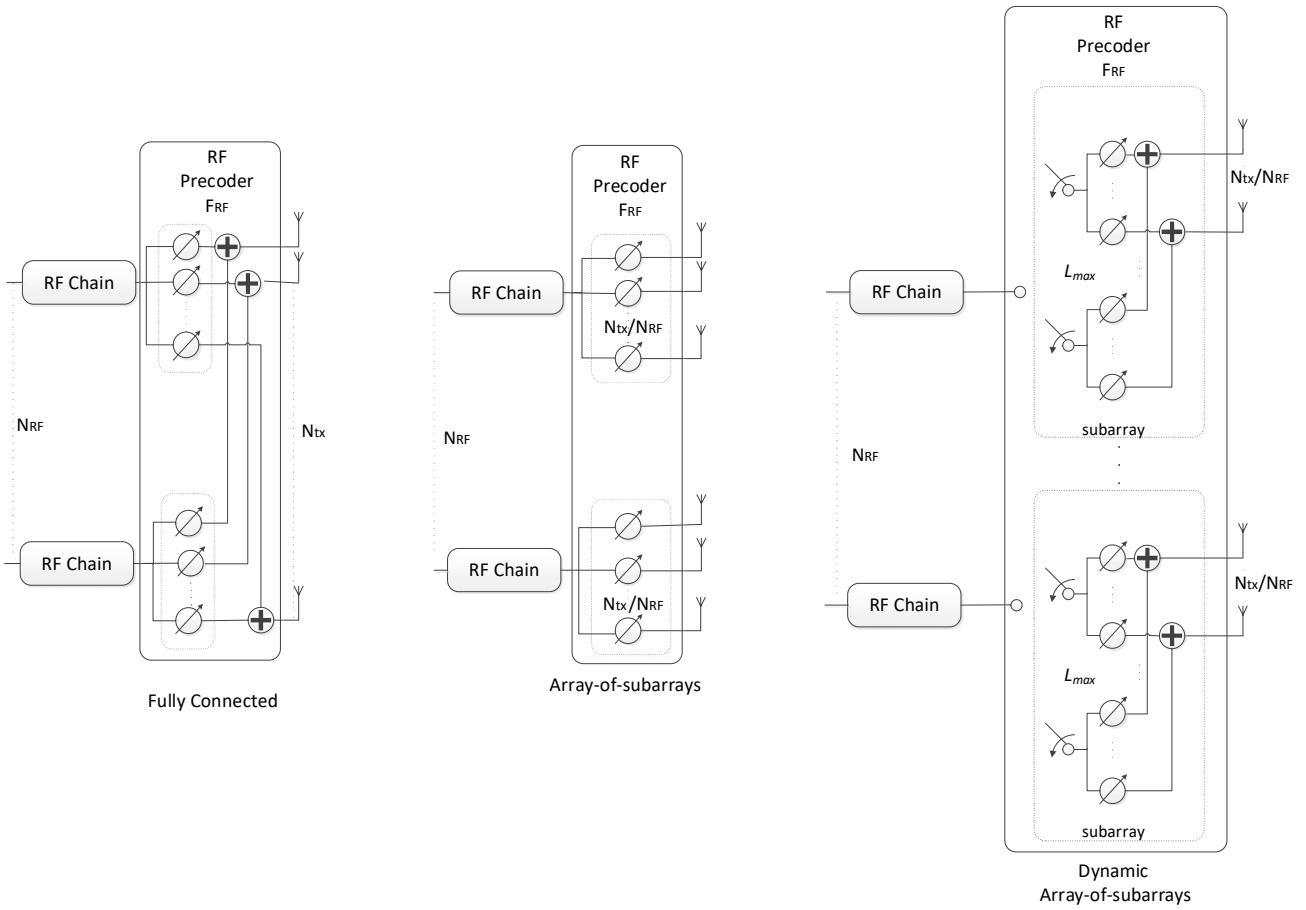 RF
Precoder
FRF
RF Chain
NRF
Ntx
RF Chain
Fully Connected
RF
Precoder
FRF
RF Chain
Ntx/NRF
NRF
RF Chain
Ntx/NRF
Array-of-subarrays
RF
Precoder
FRF
Ntx/NRF
Lmax
RF Chain
subarray
NRF
Ntx/NRF
RF Chain
Lmax
subarray
Dynamic
Array-of-subarrays